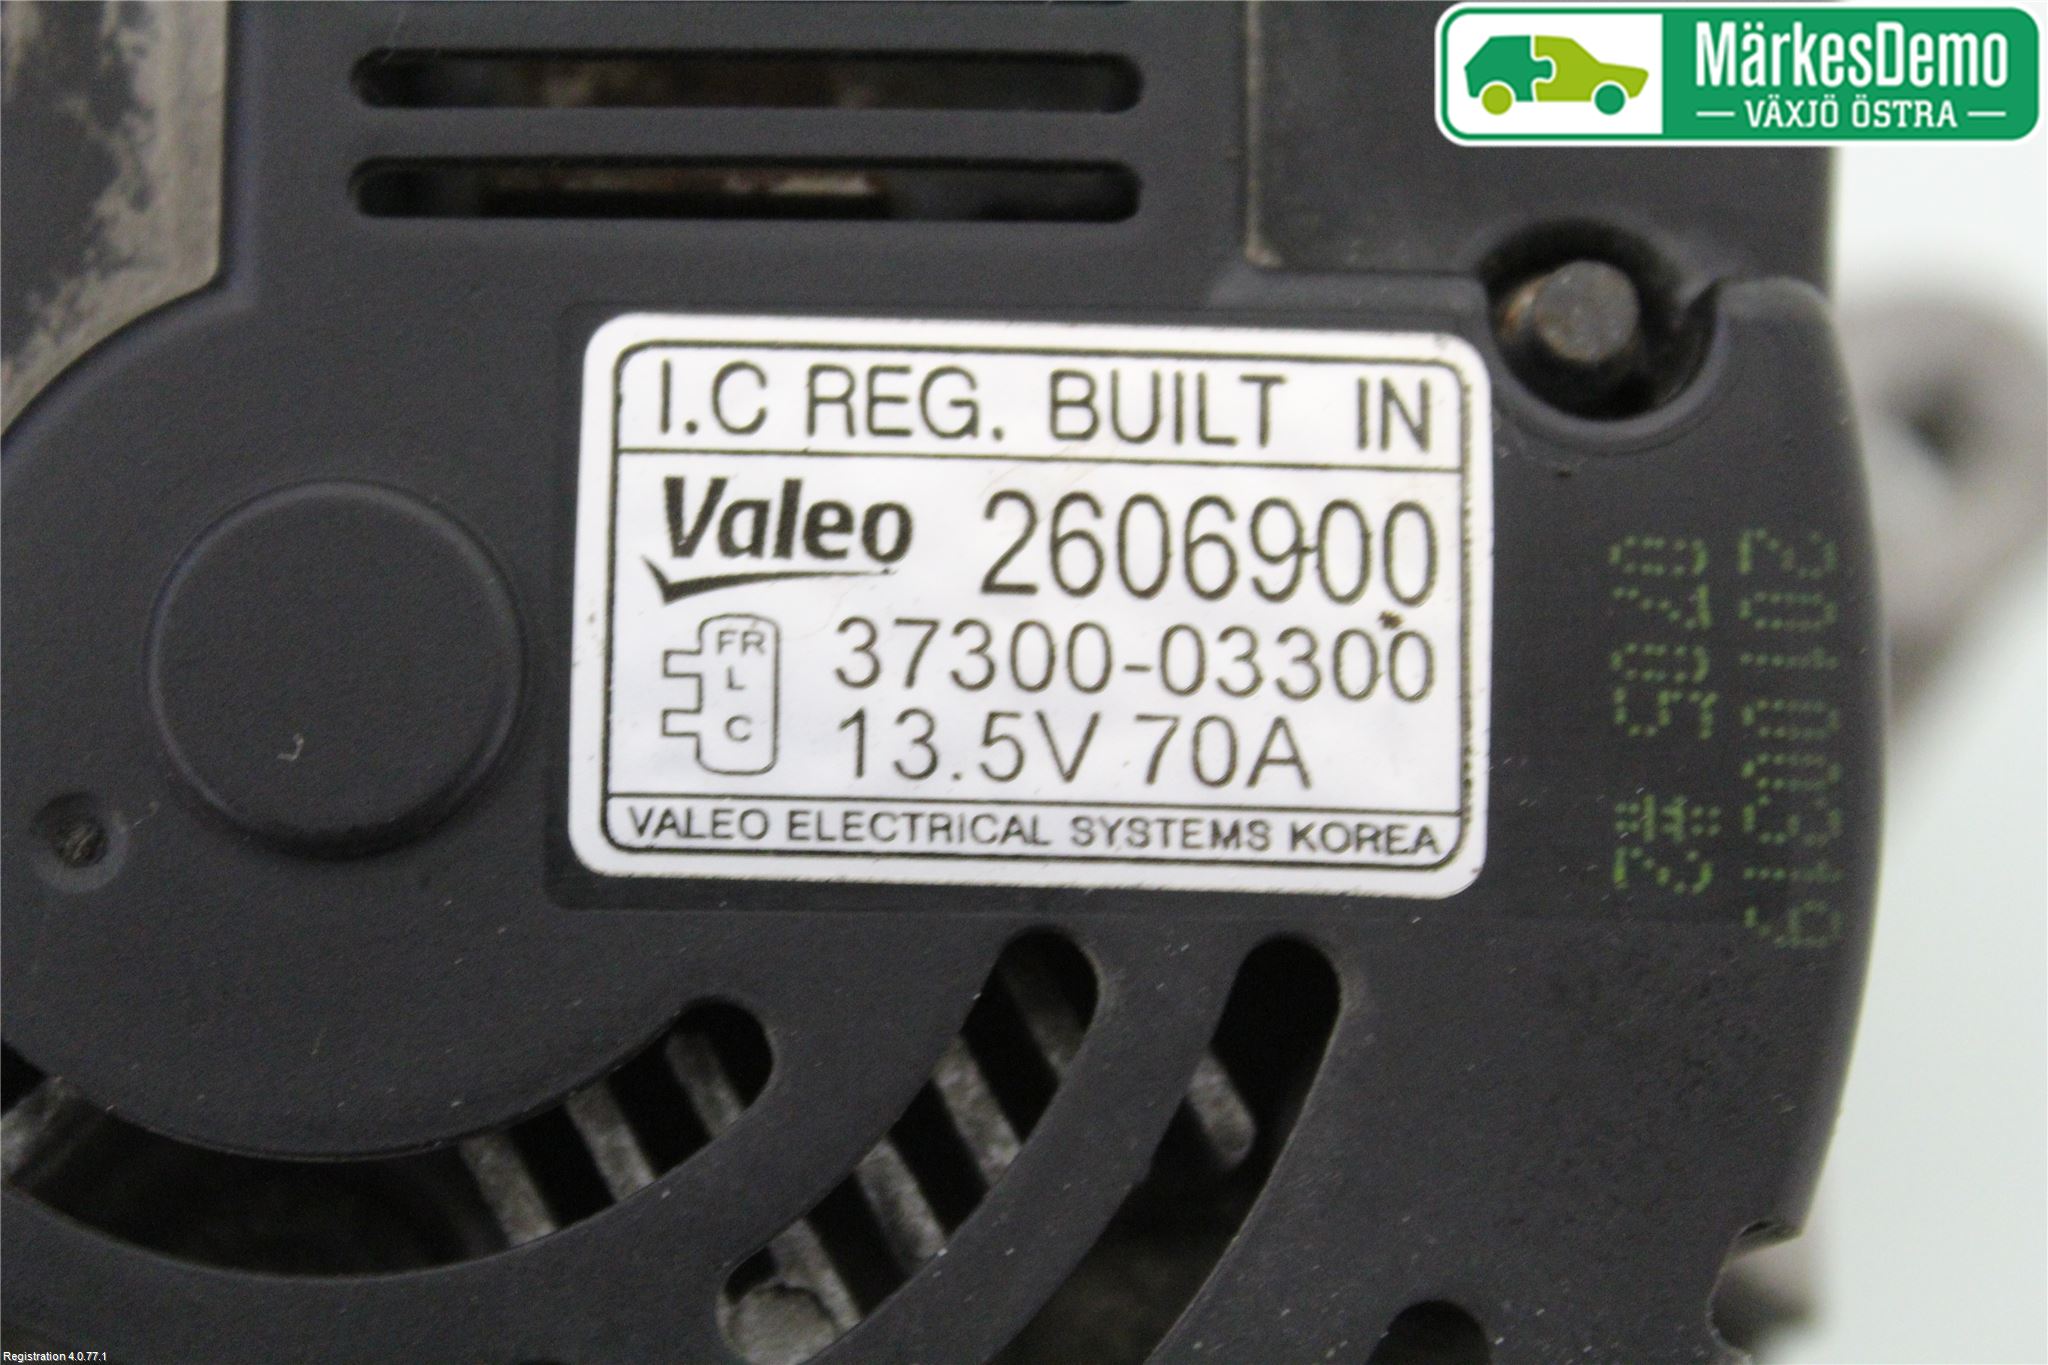 MärkesDemo
VÄXJÖ ÖSTRA
I.C REG. BUILT IN
Valeo 2606900
FR
L
C
37300-03300
13.5V 70A
VALEO ELECTRICAL SYSTEMS KOREA
Registration 4.0.77.1